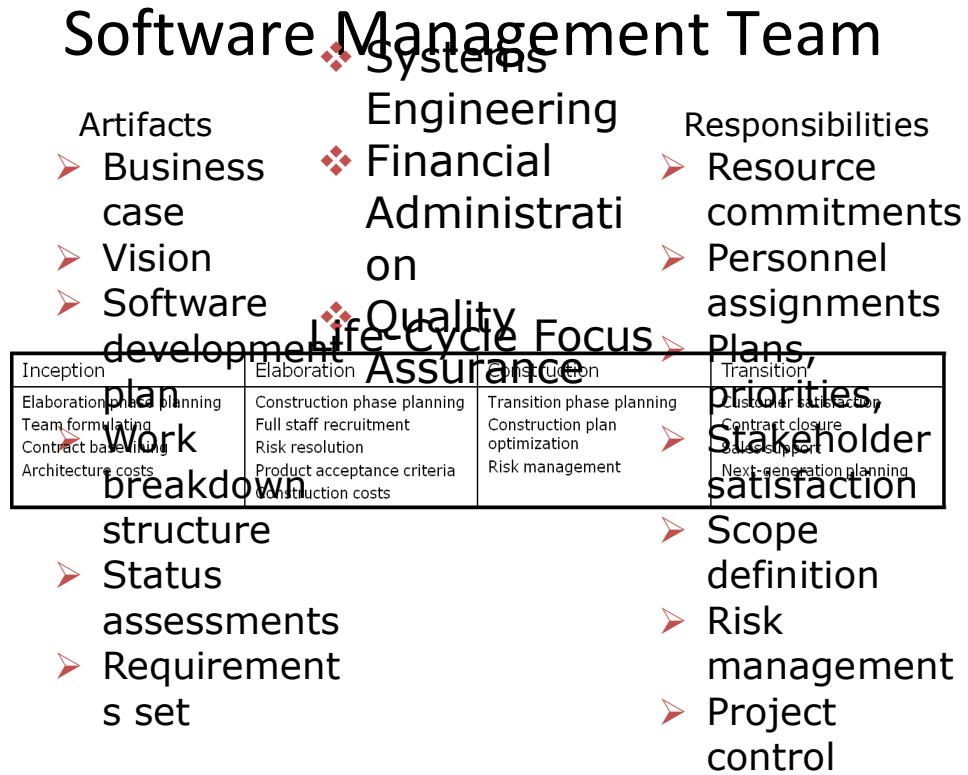 Software Management Team
Artifacts
Business
case
Vision
Software
development
plan
Work
breakdown
structure
Status
assessments
Requirement
s set
Systems
Engineering
Financial
Administrati
on
Quality
Assurance
Responsibilities
Resource
commitments
Personnel
assignments
Plans,
priorities,
Stakeholder
satisfaction
Scope
definition
Risk
management
Project
control
Life-Cycle Focus
Inception
Elaboration phase planning
Team formulating
Contract baselining
Architecture costs
Elaboration
Construction phase planning
Full staff recruitment
Risk resolution
Product acceptance criteria
Construction costs
Construction
Transition phase planning
Construction plan
optimization
Risk management
Transition
Customer satisfaction
Contract closure
Sales support
Next-generation planning